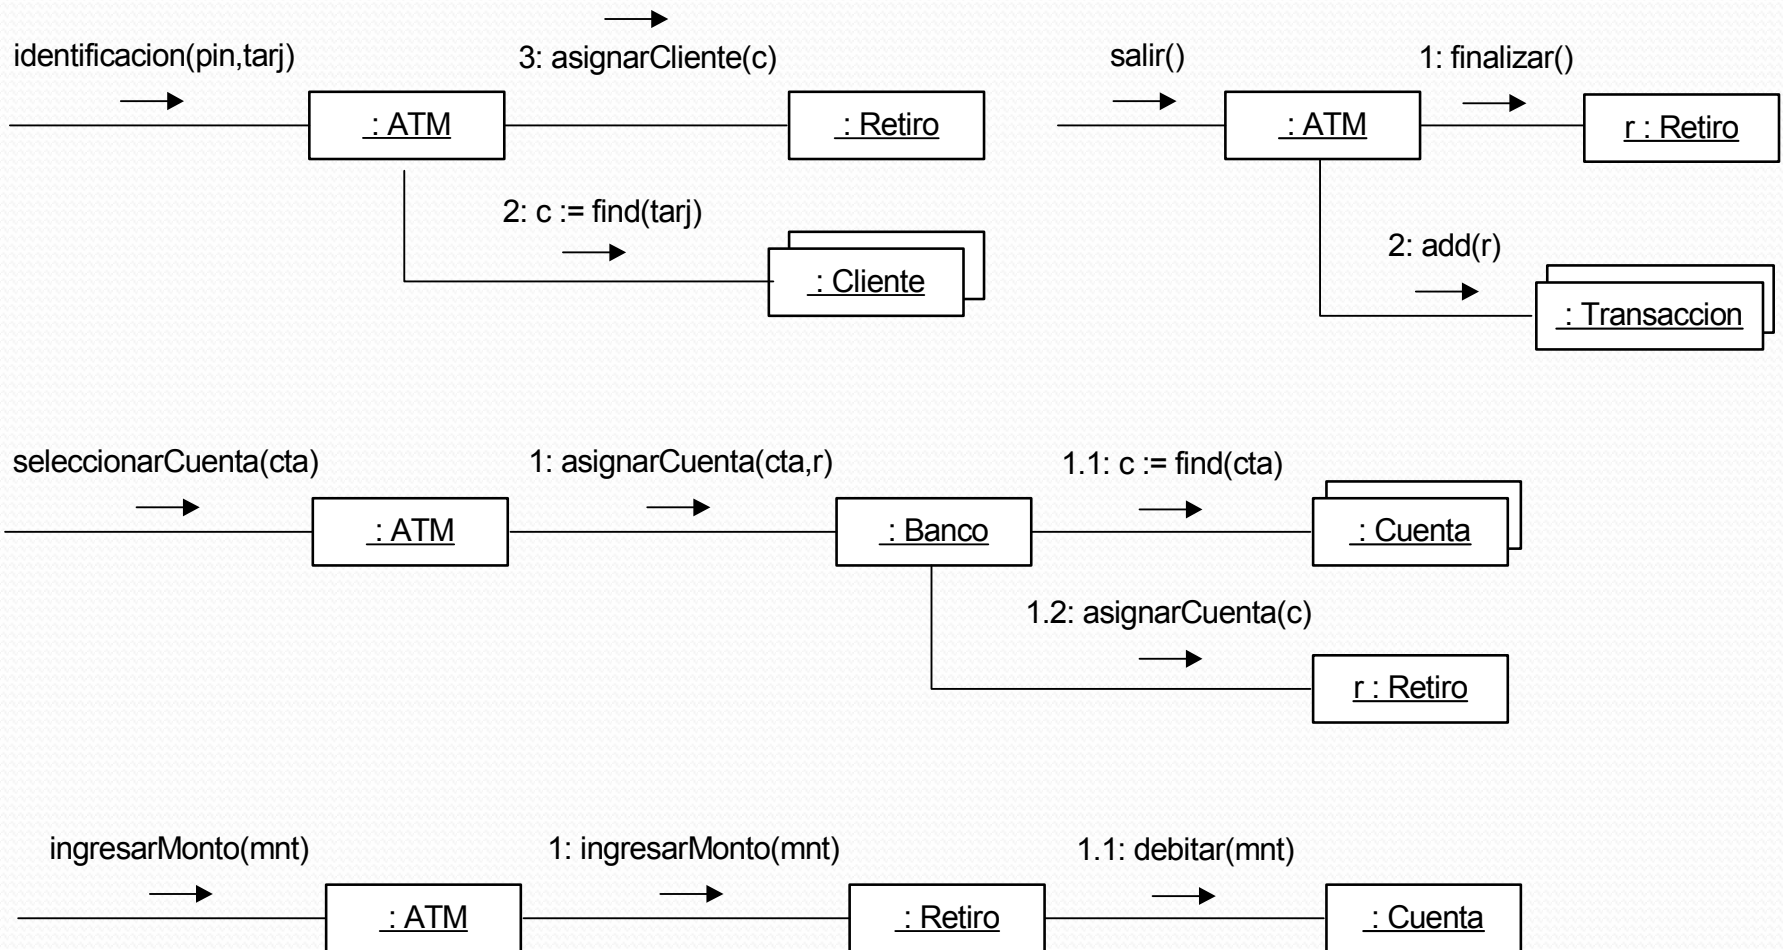 identificacion(pin,tarj)
3: asignarCliente(c)
: ATM
: Retiro
2: c := find(tarj)
: Cliente
salir()
1: finalizar()
: ATM
r : Retiro
2: add(r)
: Transaccion
seleccionarCuenta(cta)
1: asignarCuenta(cta,r)
1.1: c := find(cta)
: ATM
: Banco
: Cuenta
1.2: asignarCuenta(c)
r : Retiro
ingresarMonto(mnt)
1: ingresarMonto(mnt)
1.1: debitar(mnt)
: ATM
: Retiro
: Cuenta